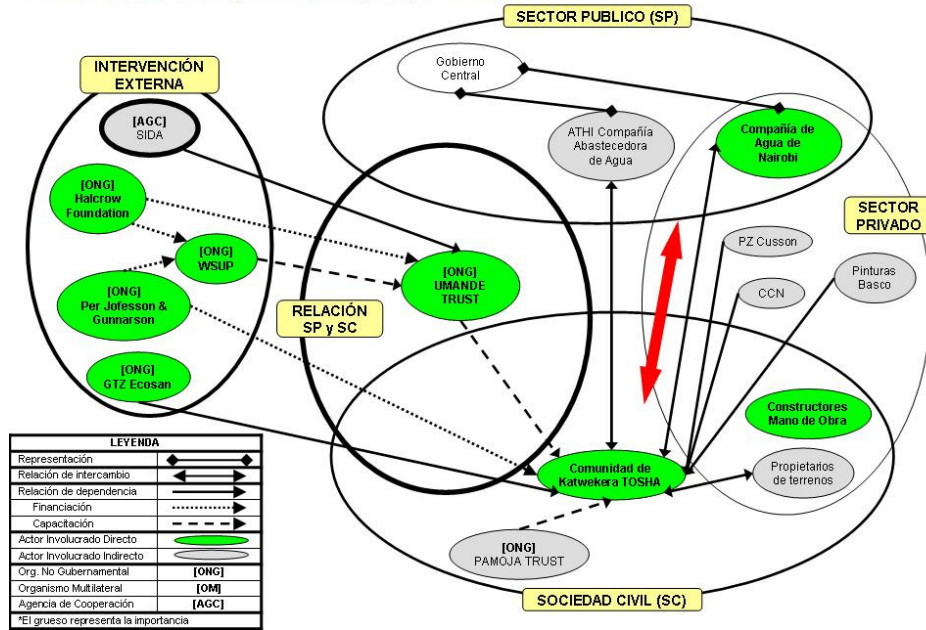 SECTOR PUBLICO (SP)
INTERVENCIÓN
EXTERNA
Gobierno
Central
[AGC]
SIDA
ATHI Compañía
Abastecedora
de Agua
Compañía de
Agua de
Nairobi
[ONG]
Halcrow
Foundation
SECTOR
PRIVADO
[ONG]
WSUP
[ONG]
UMANDE
TRUST
PZ Cusson
Pinturas
Basco
[ONG]
Per Jofesson &
Gunnarson
CCN
RELACIÓN
SP y SC
[ONG]
GTZ Ecosan
Constructores
Mano de Obra
Comunidad de
Katwekera TOSHA
Propietarios
de terrenos
[ONG]
PAMOJA TRUST
SOCIEDAD CIVIL (SC)
LEYENDA
Representación
Relación de intercambio
Relación de dependencia
Financiación
Capacitación
Actor Involucrado Directo
Actor Involucrado Indirecto
Org. No Gubernamental [ONG]
Organismo Multilateral [OM]
Agencia de Cooperación [AGC]
*El grueso representa la importancia